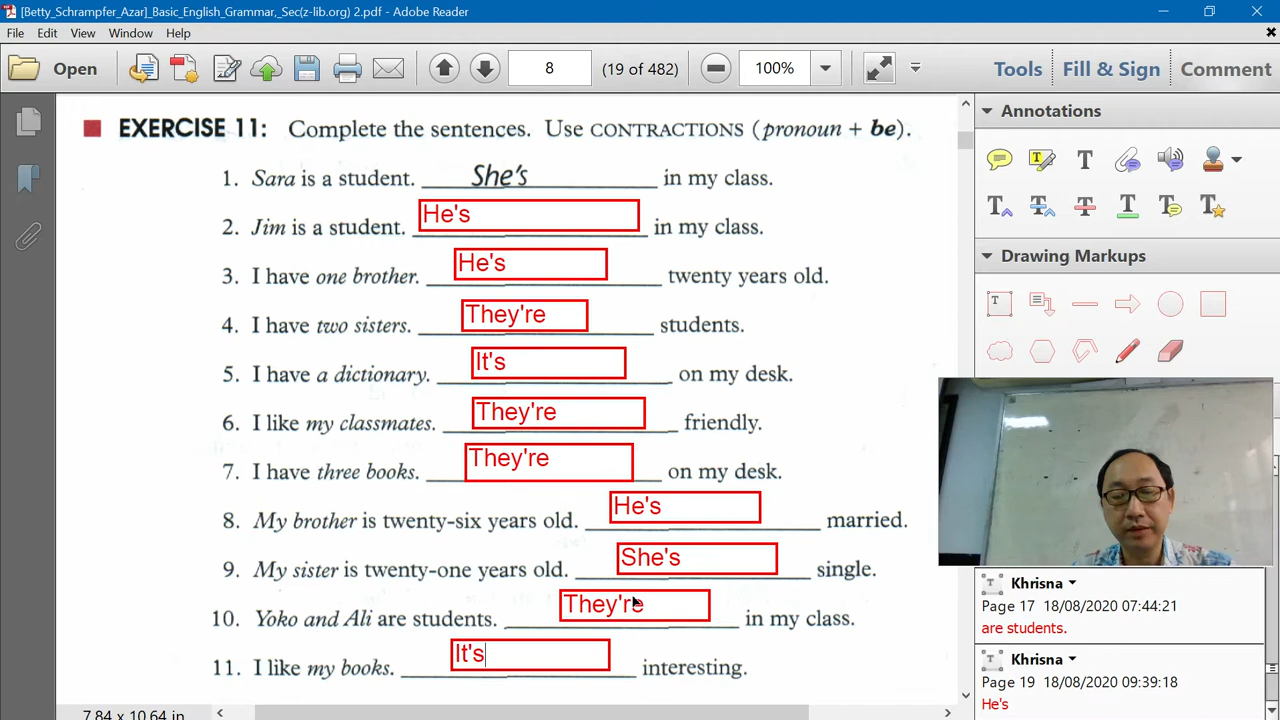 [Betty_Schrampfer_Azar]_Basic_English_Grammar,_Sec(z-lib.org) 2.pdf - Adobe Reader
File Edit View Window Help
Open 8 (19 of 482) 100% Tools Fill & Sign Comment
EXERCISE 11: Complete the sentences. Use CONTRACTIONS (pronoun + be).
1. Sara is a student. She's in my class.
2. Jim is a student. He's in my class.
3. I have one brother. He's twenty years old.
4. I have two sisters. They're students.
5. I have a dictionary. It's on my desk.
6. I like my classmates. They're friendly.
7. I have three books. They're on my desk.
8. My brother is twenty-six years old. He's married.
9. My sister is twenty-one years old. She's single.
10. Yoko and Ali are students. They're in my class.
11. I like my books. It's interesting.
7.84 x 10.64 in
Annotations
T
T T T T
Drawing Markups
T
T Khrisna
Page 17 18/08/2020 07:44:21
are students.
T Khrisna
Page 19 18/08/2020 09:39:18
He's